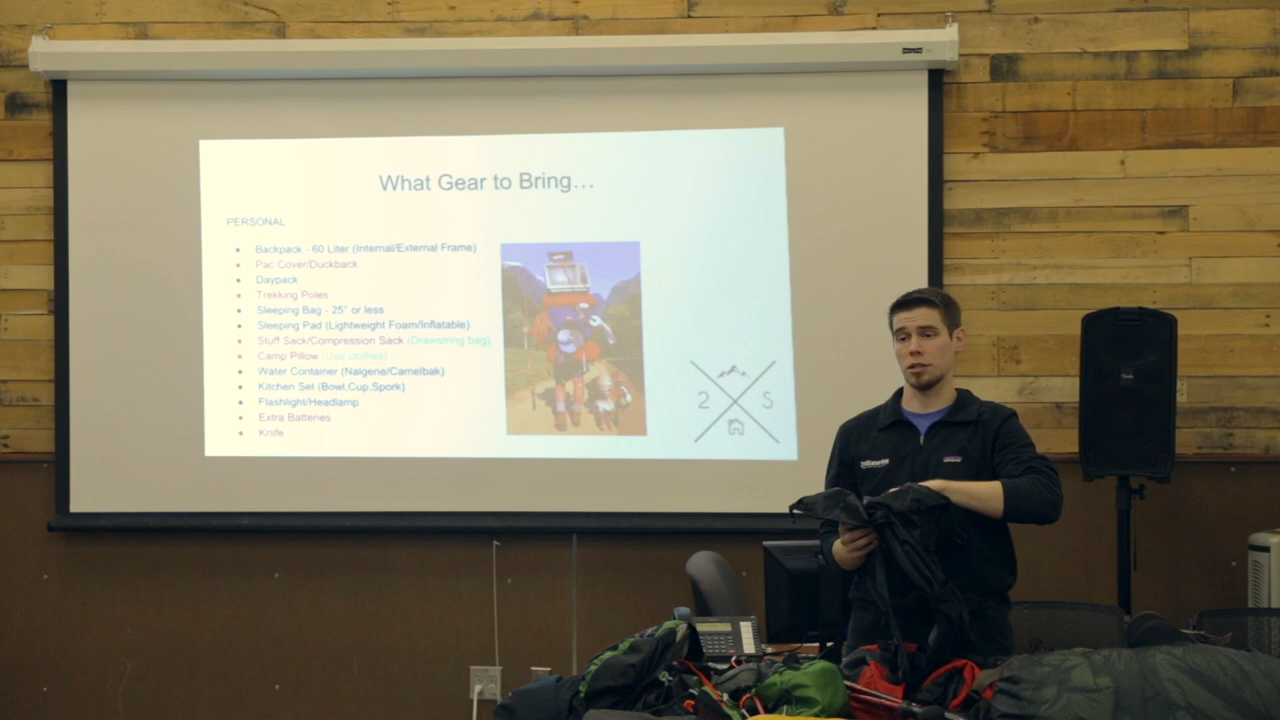 What Gear to Bring...
PERSONAL
Backpack - 60 Liter (Internal/External Frame)
Pac Cover/Duckback
Daypack
Trekking Poles
Sleeping Bag - 25° or less
Sleeping Pad (Lightweight Foam/Inflatable)
Stuff Sack/Compression Sack (Drawstring bag)
Camp Pillow (Use clothes)
Water Container (Nalgene/Camelbak)
Kitchen Set (Bowl,Cup,Spork)
Flashlight/Headlamp
Extra Batteries
Knife
2 S